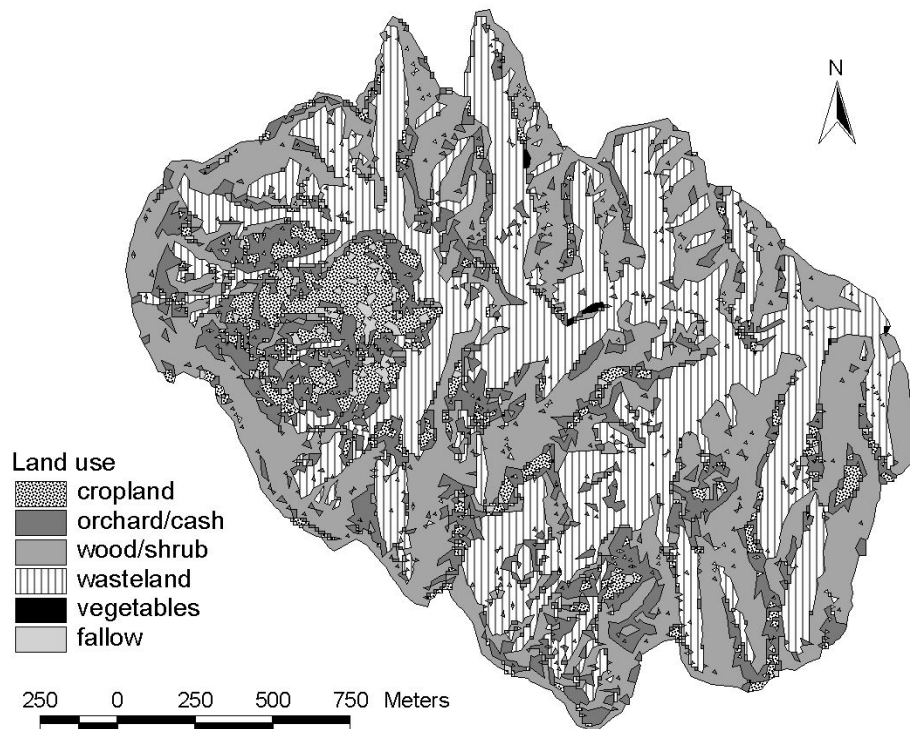 N
Land use
cropland
orchard/cash
wood/shrub
wasteland
vegetables
fallow
250 0 250 500 750 Meters